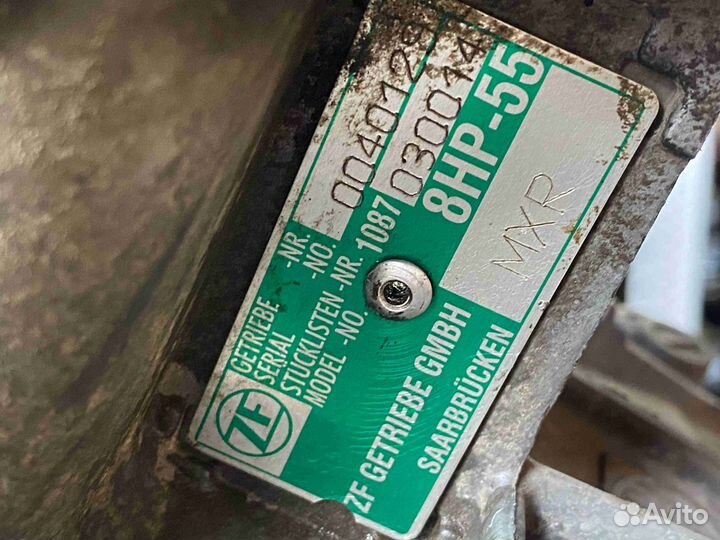 GETRIEBE -NR.
SERIAL -NO. 0040129
STÜCKLISTEN -NR. 1087
MODEL -NO 030014
8HP-55
ZF
ZF GETRIEBE GMBH
SAARBRÜCKEN
MXR
Avito